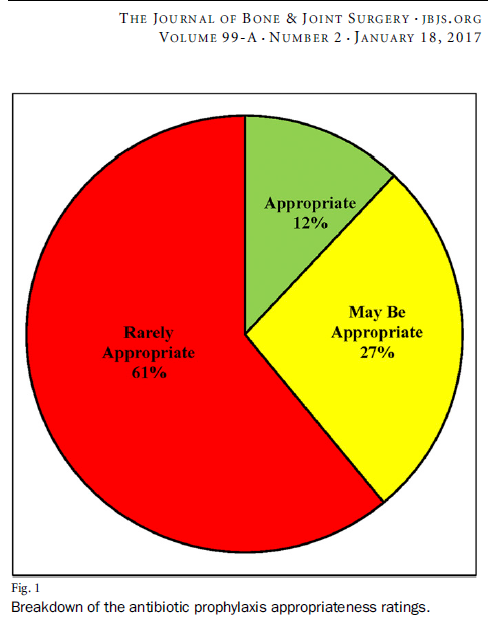 THE JOURNAL OF BONE & JOINT SURGERY · JBJS.ORG
VOLUME 99-A · NUMBER 2 · JANUARY 18, 2017
Appropriate
12%
May Be
Appropriate
27%
Rarely
Appropriate
61%
Fig. 1
Breakdown of the antibiotic prophylaxis appropriateness ratings.